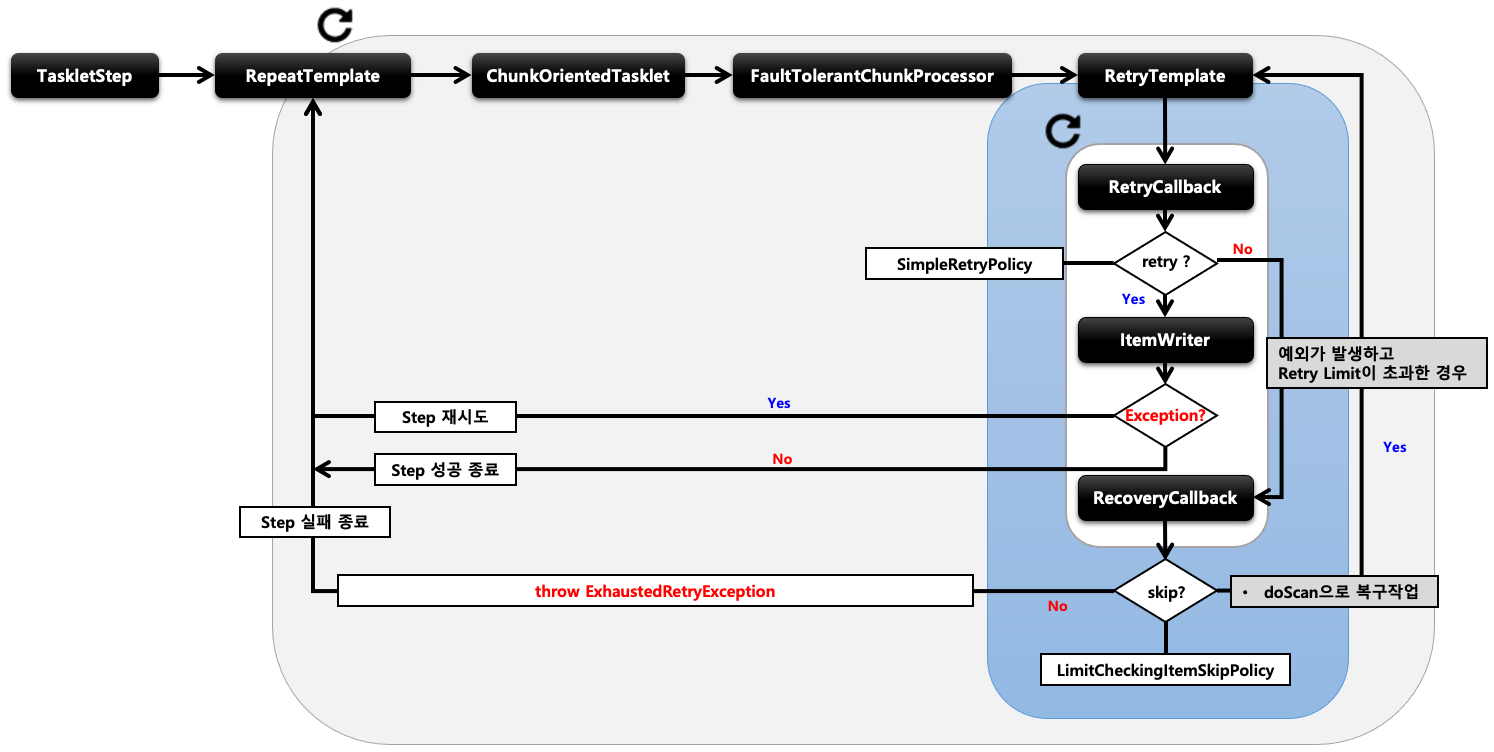 TaskletStep
RepeatTemplate
ChunkOrientedTasklet
FaultTolerantChunkProcessor
RetryTemplate
RetryCallback
SimpleRetryPolicy
retry ?
No
Yes
ItemWriter
예외가 발생하고
Retry Limit이 초과한 경우
Step 재시도
Yes
Exception?
Step 성공 종료
No
Yes
RecoveryCallback
Step 실패 종료
throw ExhaustedRetryException
No
skip?
• doScan으로 복구작업
LimitCheckingItemSkipPolicy